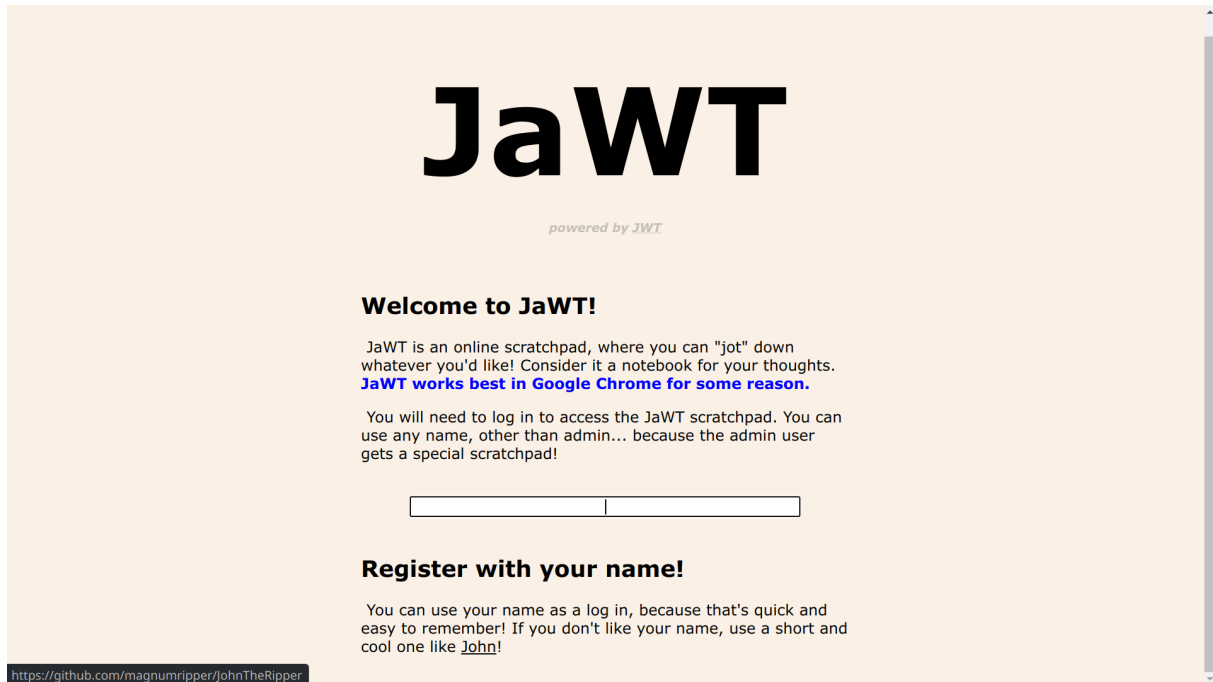 JaWT
powered by JWT
Welcome to JaWT!
JaWT is an online scratchpad, where you can "jot" down
whatever you'd like! Consider it a notebook for your thoughts.
JaWT works best in Google Chrome for some reason.
You will need to log in to access the JaWT scratchpad. You can
use any name, other than admin... because the admin user
gets a special scratchpad!
Register with your name!
You can use your name as a log in, because that's quick and
easy to remember! If you don't like your name, use a short and
cool one like John!
https://github.com/magnumripper/JohnTheRipper